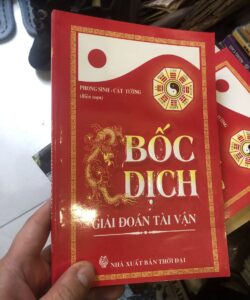 PHONG SINH - CÁT TƯỜNG
(Biên soạn)
BỐC
DỊCH
GIẢI ĐOÁN TÀI VẬN
NHÀ XUẤT BẢN THỜI ĐẠI